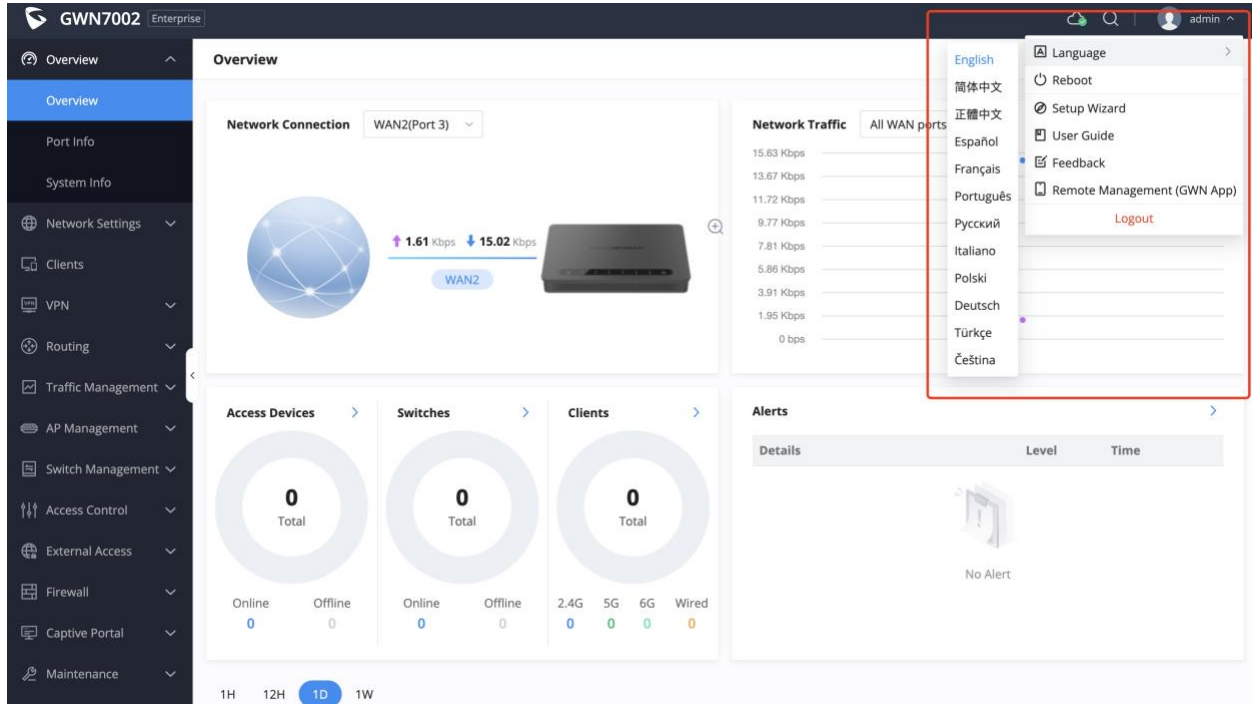 GWN7002 Enterprise
admin
Overview
Overview
Port Info
System Info
Network Settings
Clients
VPN
Routing
Traffic Management
AP Management
Switch Management
Access Control
External Access
Firewall
Captive Portal
Maintenance
Overview
Network Connection WAN2(Port 3)
1.61 Kbps 15.02 Kbps
WAN2
Network Traffic All WAN ports
15.63 Kbps
13.67 Kbps
11.72 Kbps
9.77 Kbps
7.81 Kbps
5.86 Kbps
3.91 Kbps
1.95 Kbps
0 bps
English
简体中文
正體中文
Español
Français
Português
Русский
Italiano
Polski
Deutsch
Türkçe
Čeština
Language
Reboot
Setup Wizard
User Guide
Feedback
Remote Management (GWN App)
Logout
Access Devices
0
Total
Online Offline
0 0
Switches
0
Total
Online Offline
0 0
Clients
0
Total
2.4G 5G 6G Wired
0 0 0 0
Alerts
Details Level Time
No Alert
1H 12H 1D 1W